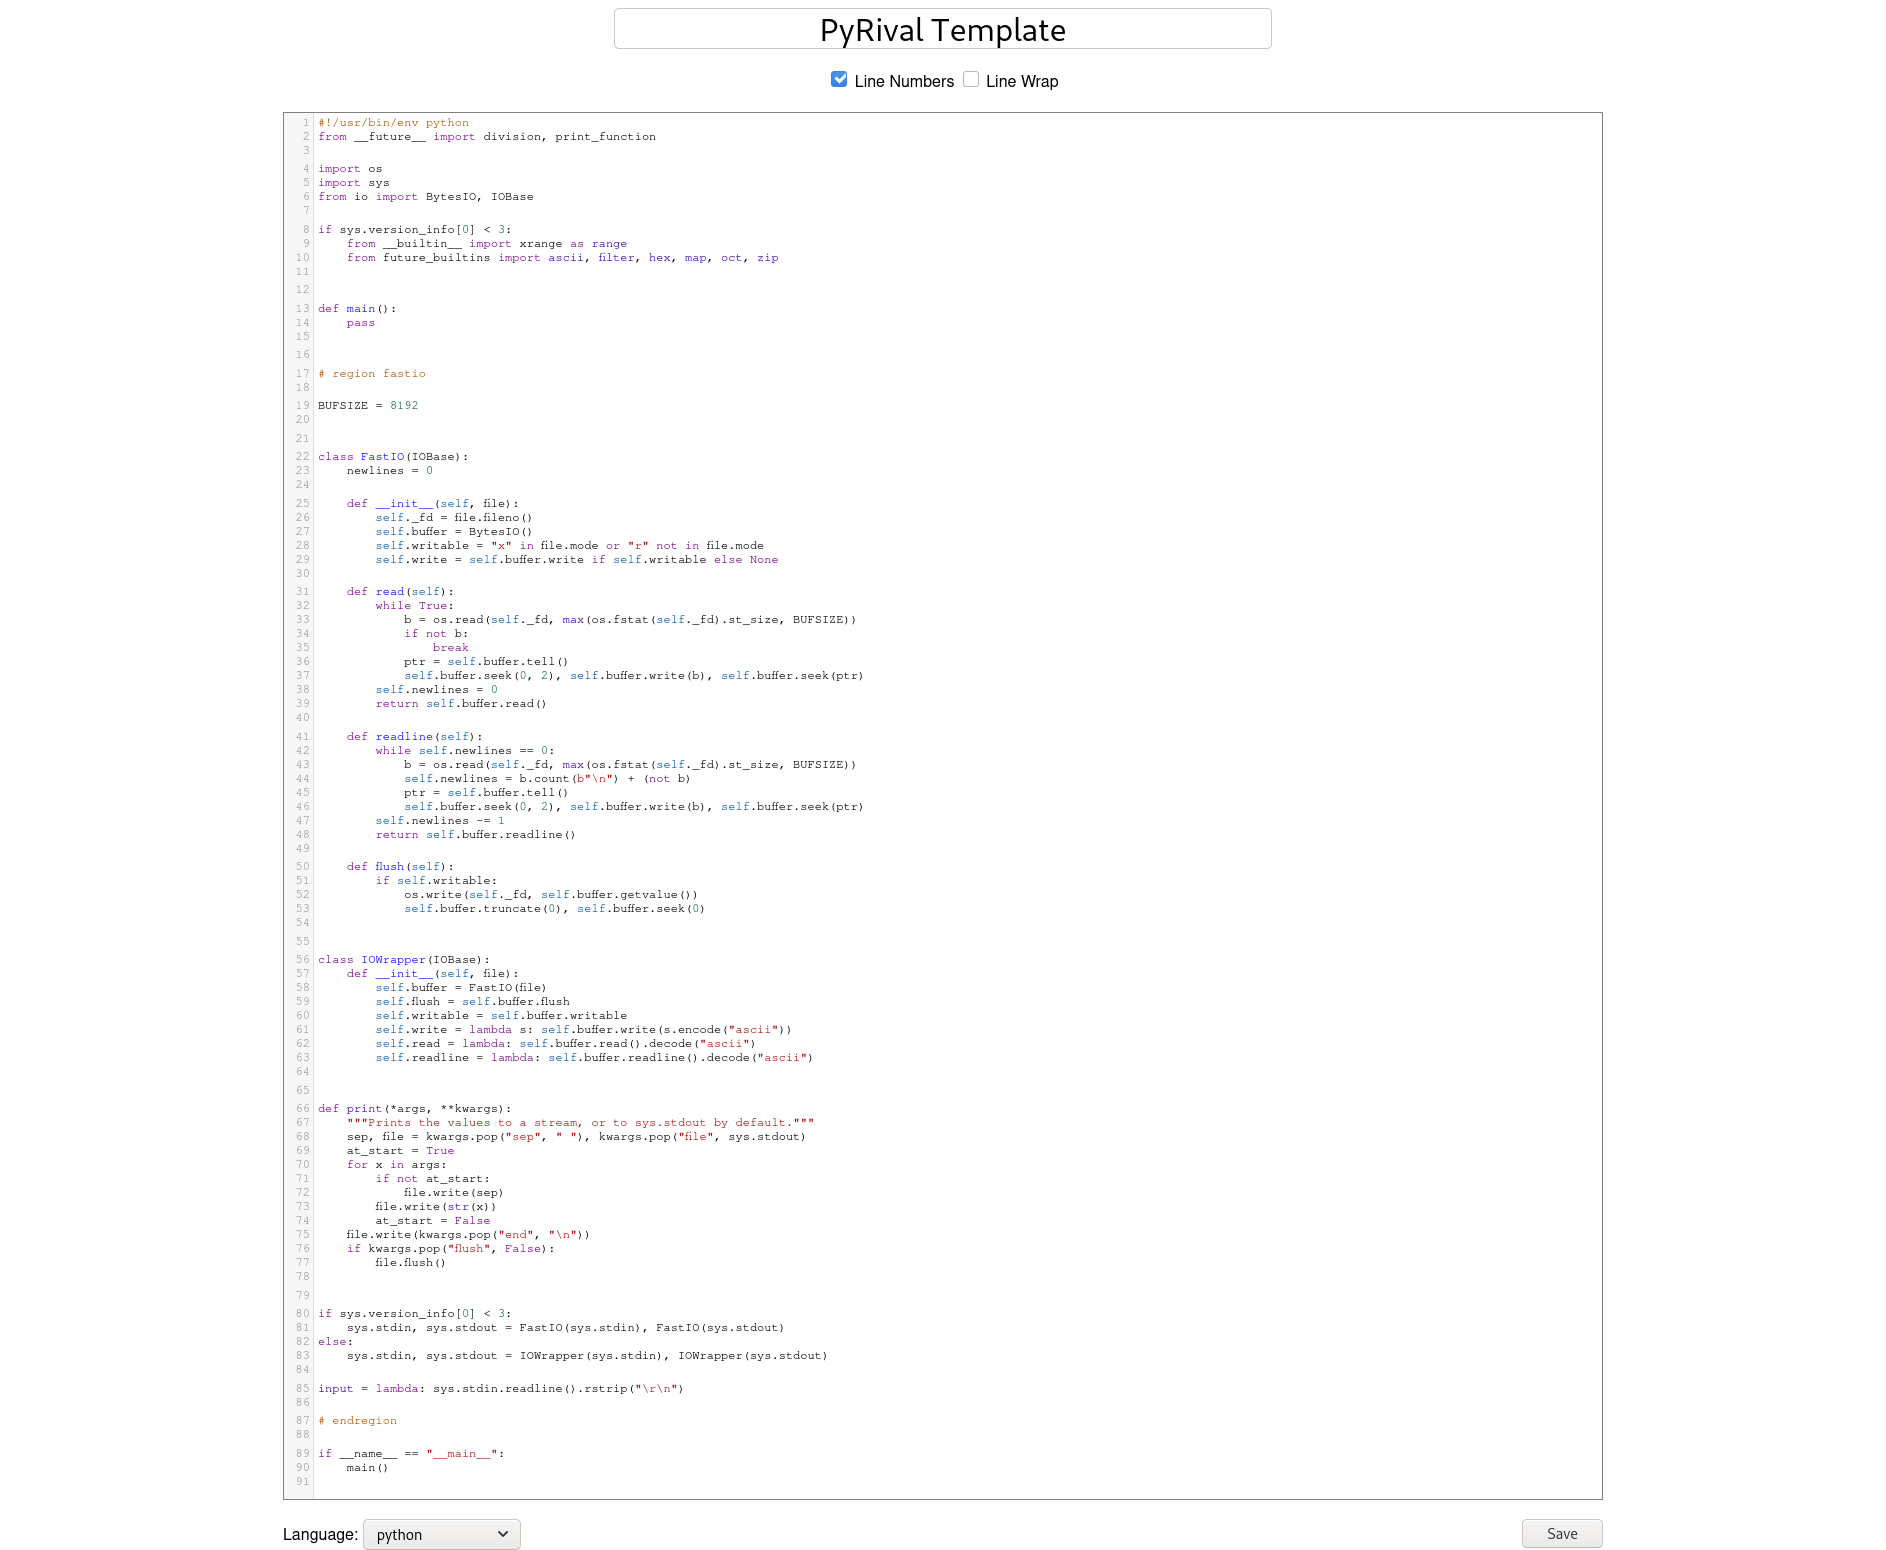 PyRival Template
Line Numbers Line Wrap
1 #!/usr/bin/env python
2 from __future__ import division, print_function
3
4 import os
5 import sys
6 from io import BytesIO, IOBase
7
8 if sys.version_info[0] < 3:
9     from __builtin__ import xrange as range
10     from future_builtins import ascii, filter, hex, map, oct, zip
11
12
13 def main():
14     pass
15
16
17 # region fastio
18
19 BUFSIZE = 8192
20
21
22 class FastIO(IOBase):
23     newlines = 0
24
25     def __init__(self, file):
26         self._fd = file.fileno()
27         self.buffer = BytesIO()
28         self.writable = "x" in file.mode or "r" not in file.mode
29         self.write = self.buffer.write if self.writable else None
30
31     def read(self):
32         while True:
33             b = os.read(self._fd, max(os.fstat(self._fd).st_size, BUFSIZE))
34             if not b:
35                 break
36             ptr = self.buffer.tell()
37             self.buffer.seek(0, 2), self.buffer.write(b), self.buffer.seek(ptr)
38         self.newlines = 0
39         return self.buffer.read()
40
41     def readline(self):
42         while self.newlines == 0:
43             b = os.read(self._fd, max(os.fstat(self._fd).st_size, BUFSIZE))
44             self.newlines = b.count(b"\n") + (not b)
45             ptr = self.buffer.tell()
46             self.buffer.seek(0, 2), self.buffer.write(b), self.buffer.seek(ptr)
47         self.newlines -= 1
48         return self.buffer.readline()
49
50     def flush(self):
51         if self.writable:
52             os.write(self._fd, self.buffer.getvalue())
53             self.buffer.truncate(0), self.buffer.seek(0)
54
55
56 class IOWrapper(IOBase):
57     def __init__(self, file):
58         self.buffer = FastIO(file)
59         self.flush = self.buffer.flush
60         self.writable = self.buffer.writable
61         self.write = lambda s: self.buffer.write(s.encode("ascii"))
62         self.read = lambda: self.buffer.read().decode("ascii")
63         self.readline = lambda: self.buffer.readline().decode("ascii")
64
65
66 def print(*args, **kwargs):
67     """Prints the values to a stream, or to sys.stdout by default."""
68     sep, file = kwargs.pop("sep", " "), kwargs.pop("file", sys.stdout)
69     at_start = True
70     for x in args:
71         if not at_start:
72             file.write(sep)
73         file.write(str(x))
74         at_start = False
75     file.write(kwargs.pop("end", "\n"))
76     if kwargs.pop("flush", False):
77         file.flush()
78
79
80 if sys.version_info[0] < 3:
81     sys.stdin, sys.stdout = FastIO(sys.stdin), FastIO(sys.stdout)
82 else:
83     sys.stdin, sys.stdout = IOWrapper(sys.stdin), IOWrapper(sys.stdout)
84
85 input = lambda: sys.stdin.readline().rstrip("\r\n")
86
87 # endregion
88
89 if __name__ == "__main__":
90     main()
91
Language: python Save